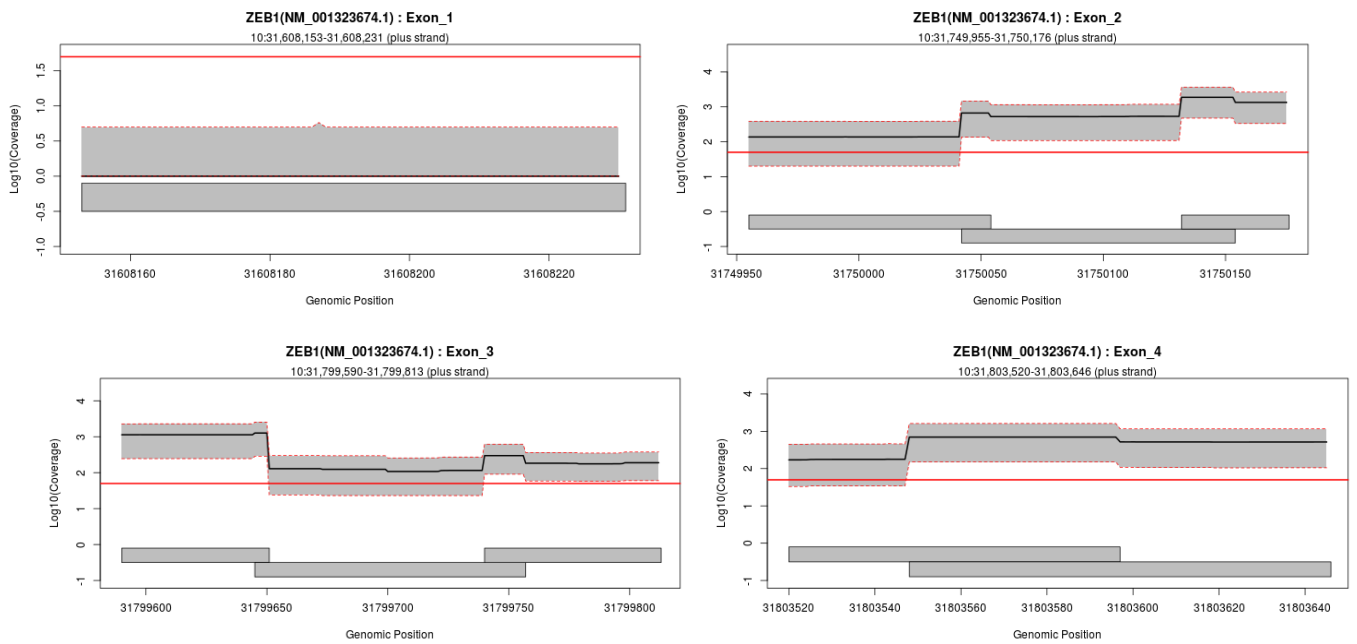 ZEB1(NM_001323674.1) : Exon_1
10:31,608,153-31,608,231 (plus strand)
Log10(Coverage)
1.5
1.0
0.5
0.0
-0.5
-1.0
31608160 31608180 31608200 31608220
Genomic Position
ZEB1(NM_001323674.1) : Exon_2
10:31,749,955-31,750,176 (plus strand)
Log10(Coverage)
4
3
2
1
0
-1
31749950 31750000 31750050 31750100 31750150
Genomic Position
ZEB1(NM_001323674.1) : Exon_3
10:31,799,590-31,799,813 (plus strand)
Log10(Coverage)
4
3
2
1
0
-1
31799600 31799650 31799700 31799750 31799800
Genomic Position
ZEB1(NM_001323674.1) : Exon_4
10:31,803,520-31,803,646 (plus strand)
Log10(Coverage)
4
3
2
1
0
-1
31803520 31803540 31803560 31803580 31803600 31803620 31803640
Genomic Position